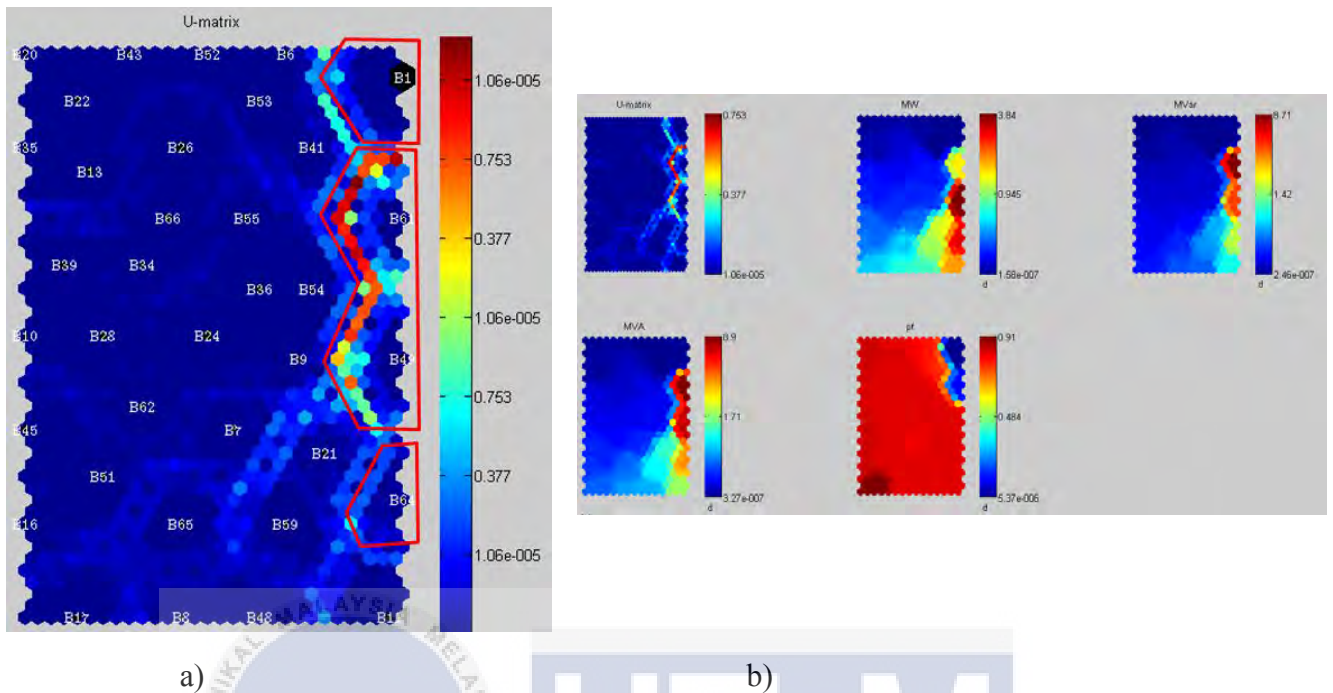 U-matrix
B20 B43 B52 B6
B1
B22 B53
B35 B26 B41
B13
B66 B55 B6
B39 B34
B36 B54
B10 B28 B24
B9 B49
B62
B45 B7
B21
B51
B64
B16 B65 B59
B17 B8 B48 B1
1.06e-005
0.753
0.377
1.06e-005
0.753
0.377
1.06e-005
a)
U-matrix
0.753
0.377
1.06e-005
MW
3.84
0.945
1.58e-007
d
MVar
8.71
1.42
2.46e-007
d
MVA
8.9
1.71
3.27e-007
d
pf
0.91
0.484
5.37e-005
d
b)
MALAYSIA